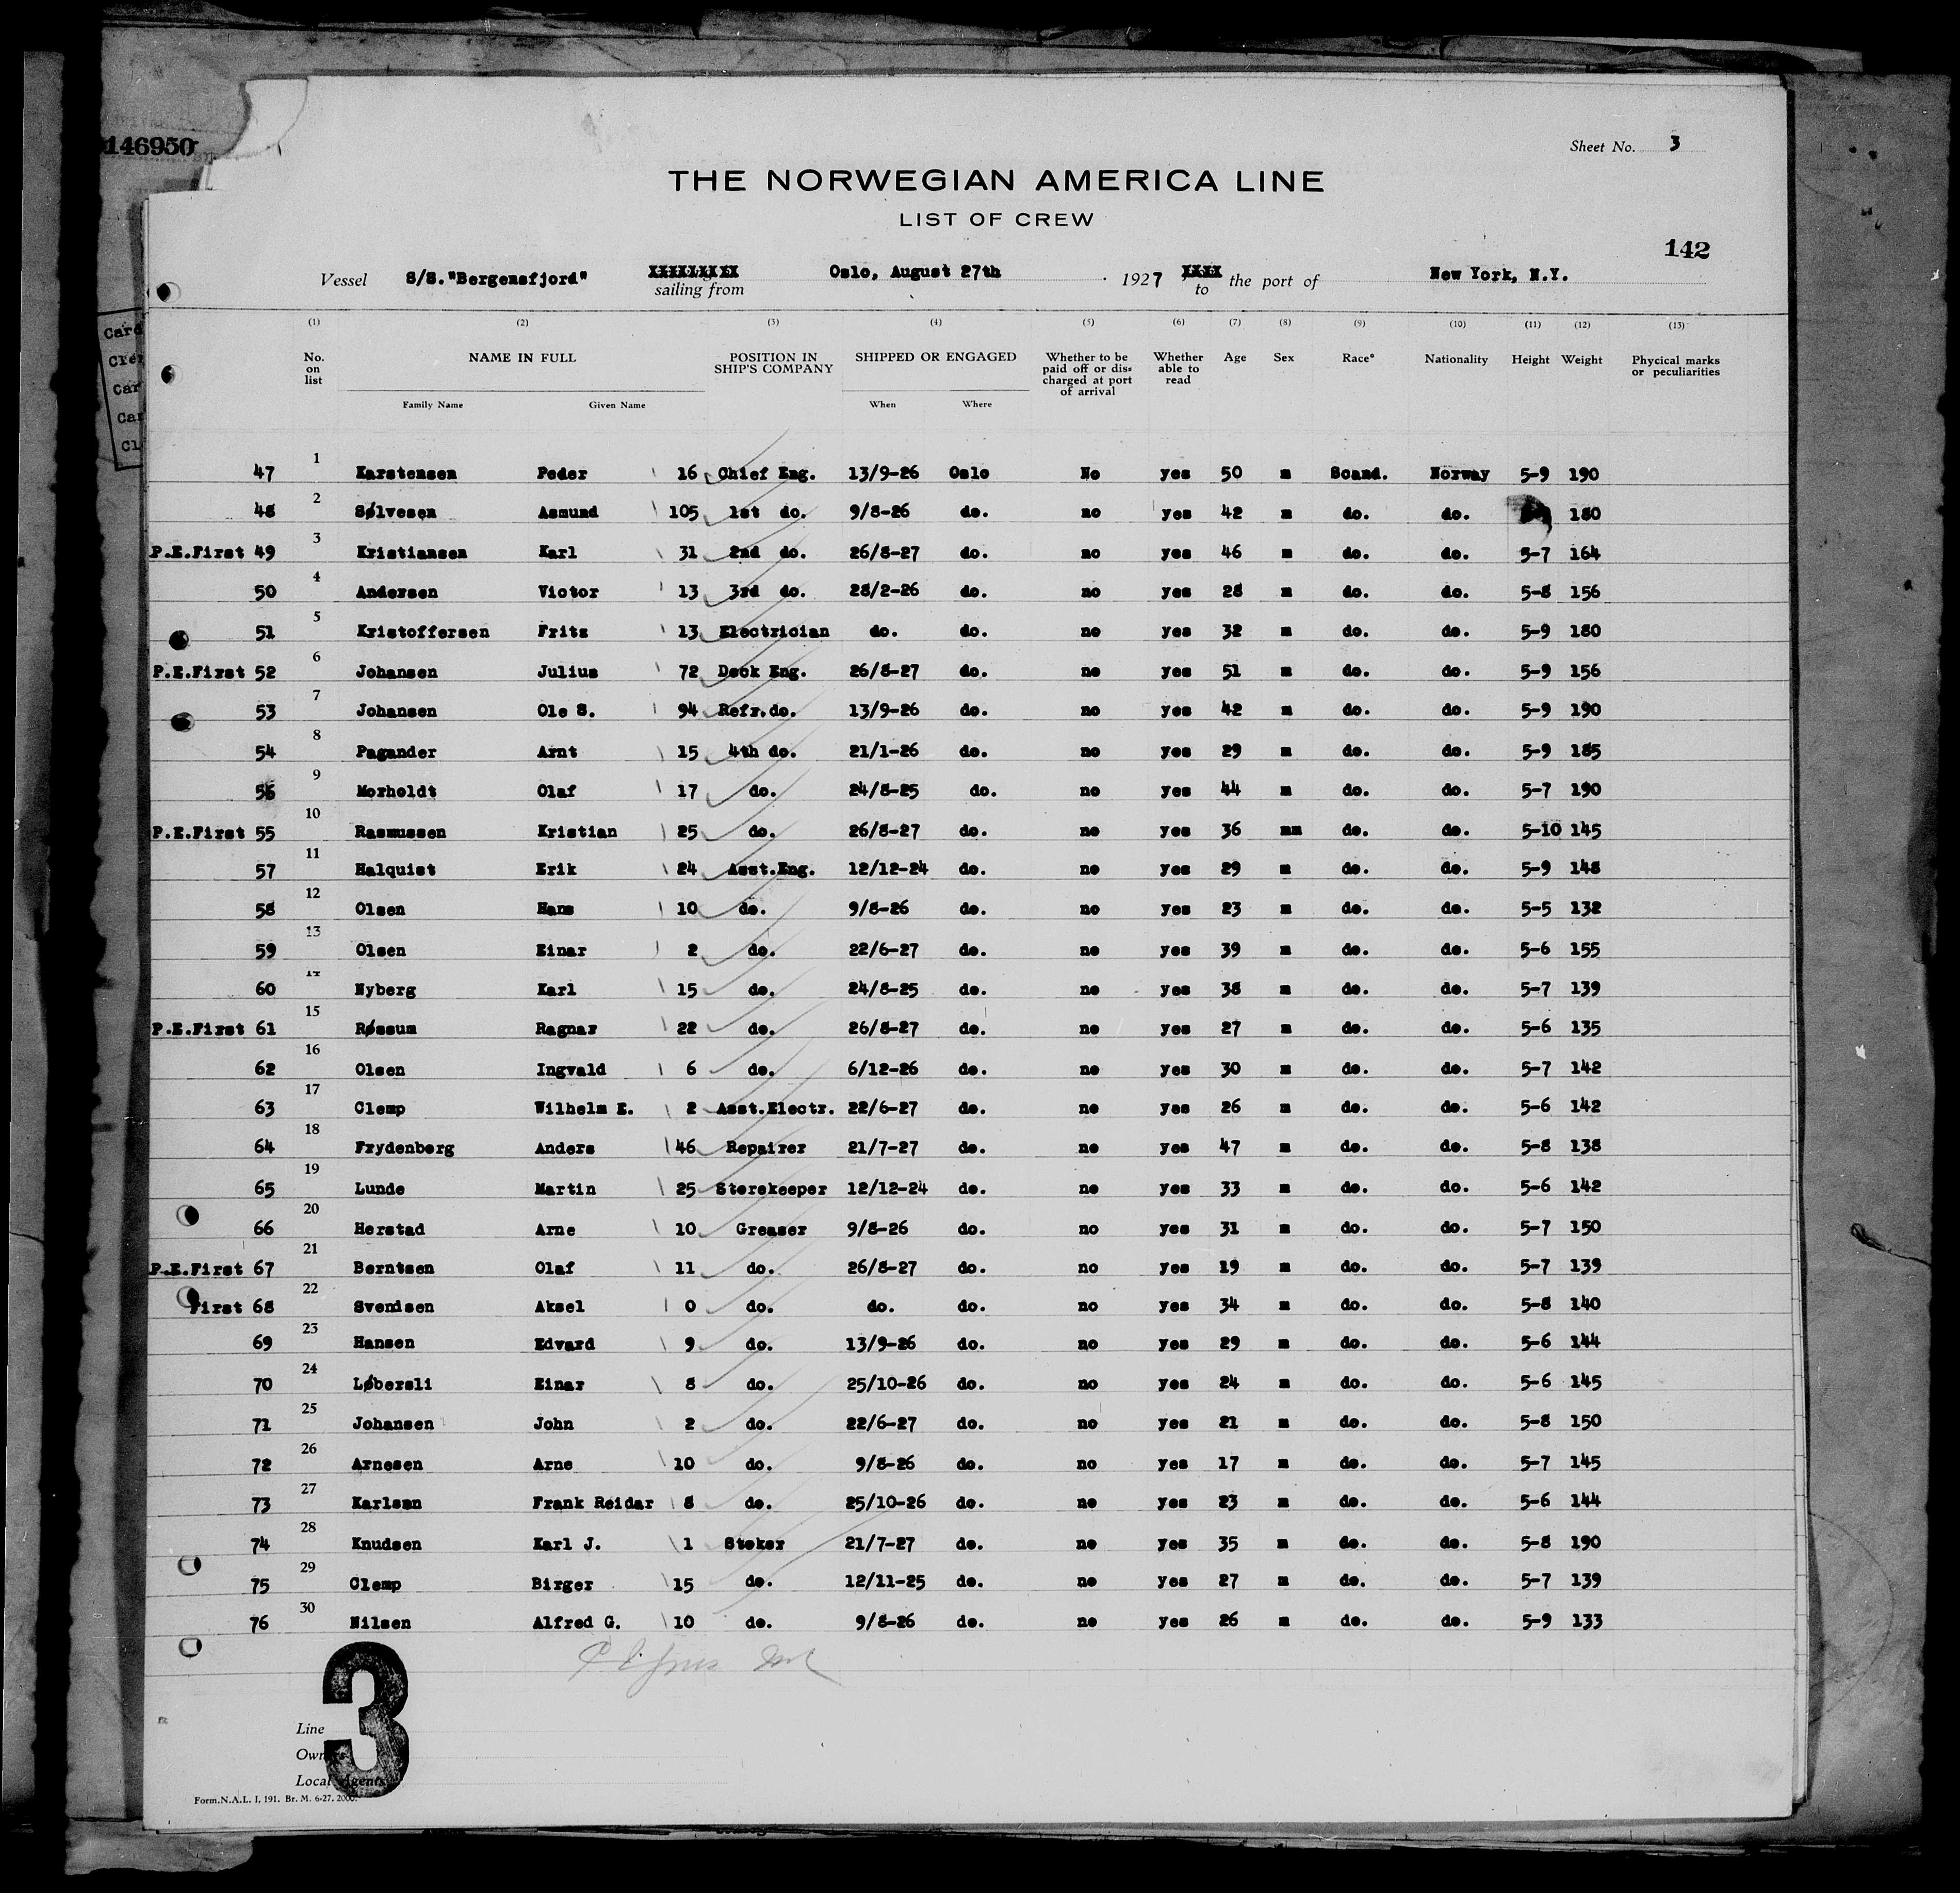 146950
Sheet No. 3
THE NORWEGIAN AMERICA LINE
LIST OF CREW
142
Vessel S/S."Bergensfjord" XXXXXXXXX sailing from Oslo, August 27th 1927 XXXX to the port of New York, N.Y.
(1) (2) (3) (4) (5) (6) (7) (8) (9) (10) (11) (12) (13)
No. on list NAME IN FULL POSITION IN SHIP'S COMPANY SHIPPED OR ENGAGED Whether to be paid off or dis-charged at port of arrival Whether able to read Age Sex Race* Nationality Height Weight Phycical marks or peculiarities
Family Name Given Name When Where
47 1 Karstensen Peder 16 Chief Eng. 13/9-26 Oslo No yes 50 m Scand. Norway 5-9 190
48 2 Sølvesen Asmund 105 1st do. 9/8-26 do. no yes 42 m do. do. 180
P.E.First 49 3 Kristiansen Karl 31 2nd do. 26/8-27 do. no yes 46 m do. do. 5-7 164
50 4 Andersen Victor 13 3rd do. 28/2-26 do. no yes 28 m do. do. 5-8 156
51 5 Kristoffersen Fritz 13 Electrician do. do. no yes 32 m do. do. 5-9 180
P.E.First 52 6 Johansen Julius 72 Deck Eng. 26/8-27 do. no yes 51 m do. do. 5-9 156
53 7 Johansen Ole S. 94 Refr.do. 13/9-26 do. no yes 42 m do. do. 5-9 190
54 8 Pagander Arnt 15 4th do. 21/1-26 do. no yes 29 m do. do. 5-9 185
56 9 Morholdt Olaf 17 do. 24/8-25 do. no yes 44 m do. do. 5-7 190
P.E.First 55 10 Rasmussen Kristian 25 do. 26/8-27 do. no yes 36 mm do. do. 5-10 145
57 11 Halquist Erik 24 Asst.Eng. 12/12-24 do. no yes 29 m do. do. 5-9 148
58 12 Olsen Hans 10 do. 9/8-26 do. no yes 23 m do. do. 5-5 132
59 13 Olsen Einar 2 do. 22/6-27 do. no yes 39 m do. do. 5-6 155
60 14 Nyberg Karl 15 do. 24/8-25 do. no yes 38 m do. do. 5-7 139
P.E.First 61 15 Røssum Ragnar 22 do. 26/8-27 do. no yes 27 m do. do. 5-6 135
62 16 Olsen Ingvald 6 do. 6/12-26 do. no yes 30 m do. do. 5-7 142
63 17 Clemp Wilhelm E. 2 Asst.Electr. 22/6-27 do. no yes 26 m do. do. 5-6 142
64 18 Frydenberg Anders 46 Repairer 21/7-27 do. no yes 47 m do. do. 5-8 138
65 19 Lunde Martin 25 Storekeeper 12/12-24 do. no yes 33 m do. do. 5-6 142
66 20 Herstad Arne 10 Greaser 9/8-26 do. no yes 31 m do. do. 5-7 150
P.E.First 67 21 Berntsen Olaf 11 do. 26/8-27 do. no yes 19 m do. do. 5-7 139
First 68 22 Svendsen Aksel 0 do. do. do. no yes 34 m do. do. 5-8 140
69 23 Hansen Edvard 9 do. 13/9-26 do. no yes 29 m do. do. 5-6 144
70 24 Løbersli Einar 8 do. 25/10-26 do. no yes 24 m do. do. 5-6 145
71 25 Johansen John 2 do. 22/6-27 do. no yes 21 m do. do. 5-8 150
72 26 Arnesen Arne 10 do. 9/8-26 do. no yes 17 m do. do. 5-7 145
73 27 Karlsen Frank Reidar 8 do. 25/10-26 do. no yes 23 m do. do. 5-6 144
74 28 Knudsen Karl J. 1 Stoker 21/7-27 do. no yes 35 m do. do. 5-8 190
75 29 Clemp Birger 15 do. 12/11-25 do. no yes 27 m do. do. 5-7 139
76 30 Nilsen Alfred G. 10 do. 9/8-26 do. no yes 26 m do. do. 5-9 133
3
Line
Owners
Local Agents
Form.N.A.L. I. 191. Br. M. 6-27. 2000.